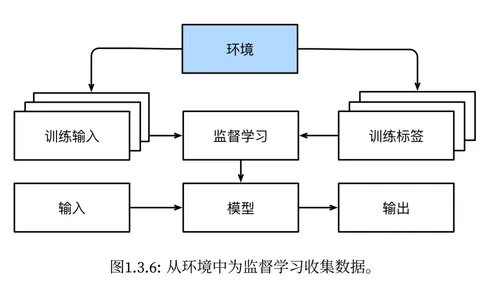 环境
训练输入
监督学习
训练标签
输入
模型
输出
图1.3.6: 从环境中为监督学习收集数据。